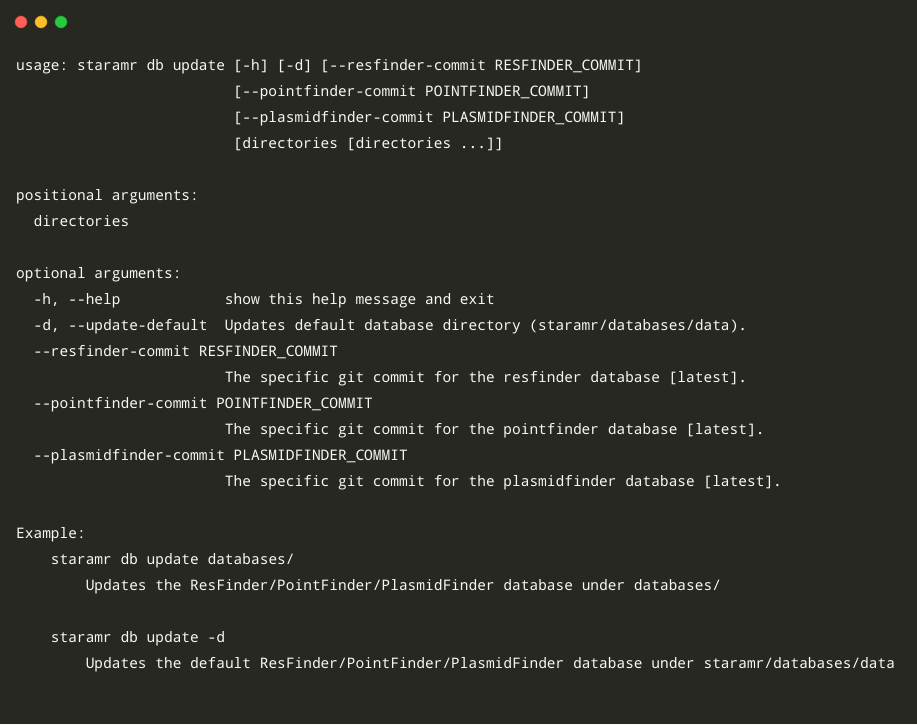 usage: staramr db update [-h] [-d] [--resfinder-commit RESFINDER_COMMIT]
                         [--pointfinder-commit POINTFINDER_COMMIT]
                         [--plasmidfinder-commit PLASMIDFINDER_COMMIT]
                         [directories [directories ...]]

positional arguments:
  directories

optional arguments:
  -h, --help            show this help message and exit
  -d, --update-default  Updates default database directory (staramr/databases/data).
  --resfinder-commit RESFINDER_COMMIT
                        The specific git commit for the resfinder database [latest].
  --pointfinder-commit POINTFINDER_COMMIT
                        The specific git commit for the pointfinder database [latest].
  --plasmidfinder-commit PLASMIDFINDER_COMMIT
                        The specific git commit for the plasmidfinder database [latest].

Example:
    staramr db update databases/
        Updates the ResFinder/PointFinder/PlasmidFinder database under databases/

    staramr db update -d
        Updates the default ResFinder/PointFinder/PlasmidFinder database under staramr/databases/data